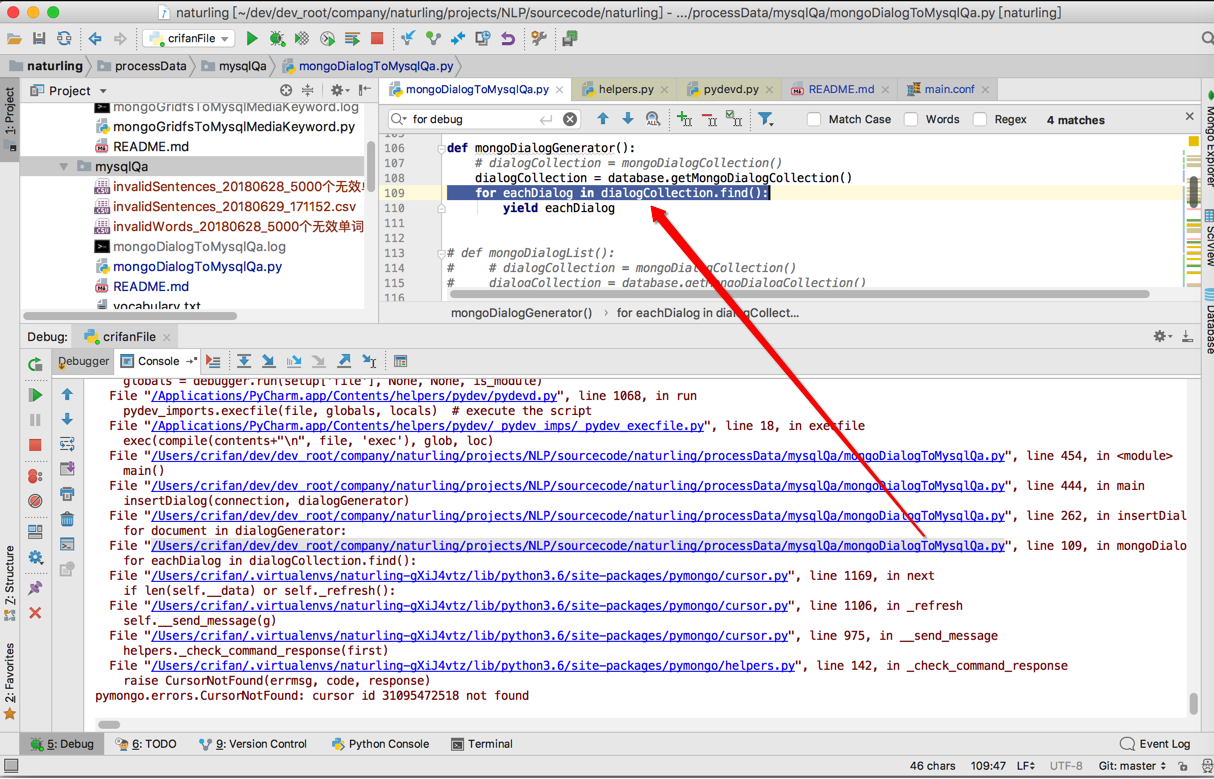 naturling [~/dev/dev_root/company/naturling/projects/NLP/sourcecode/naturling] - .../processData/mysqlQa/mongoDialogToMysqlQa.py [naturling]
crifanFile
naturling processData mysqlQa mongoDialogToMysqlQa.py
Project
mongoDialogToMysqlQa.py helpers.py pydevd.py README.md main.conf
for debug Match Case Words Regex 4 matches
1: Project
mongoGridfsToMysqlMediaKeyword.log
mongoGridfsToMysqlMediaKeyword.py
README.md
mysqlQa
invalidSentences_20180628_5000个无效单
invalidSentences_20180629_171152.csv
invalidWords_20180628_5000个无效单词
mongoDialogToMysqlQa.log
mongoDialogToMysqlQa.py
README.md
vocabulary.txt
105
106 def mongoDialogGenerator():
107 # dialogCollection = mongoDialogCollection()
108 dialogCollection = database.getMongoDialogCollection()
109 for eachDialog in dialogCollection.find():
110 yield eachDialog
111
112
113 # def mongoDialogList():
114 # # dialogCollection = mongoDialogCollection()
115 # dialogCollection = database.getMongoDialogCollection()
116
mongoDialogGenerator() › for eachDialog in dialogCollect...
Mongo Explorer
SciView
Database
Debug: crifanFile
Debugger Console
globals = debugger.run(setup['file'], None, None, is_module)
File "/Applications/PyCharm.app/Contents/helpers/pydev/pydevd.py", line 1068, in run
pydev_imports.execfile(file, globals, locals) # execute the script
File "/Applications/PyCharm.app/Contents/helpers/pydev/_pydev_imps/_pydev_execfile.py", line 18, in execfile
exec(compile(contents+"\n", file, 'exec'), glob, loc)
File "/Users/crifan/dev/dev_root/company/naturling/projects/NLP/sourcecode/naturling/processData/mysqlQa/mongoDialogToMysqlQa.py", line 454, in <module>
main()
File "/Users/crifan/dev/dev_root/company/naturling/projects/NLP/sourcecode/naturling/processData/mysqlQa/mongoDialogToMysqlQa.py", line 444, in main
insertDialog(connection, dialogGenerator)
File "/Users/crifan/dev/dev_root/company/naturling/projects/NLP/sourcecode/naturling/processData/mysqlQa/mongoDialogToMysqlQa.py", line 262, in insertDial
for document in dialogGenerator:
File "/Users/crifan/dev/dev_root/company/naturling/projects/NLP/sourcecode/naturling/processData/mysqlQa/mongoDialogToMysqlQa.py", line 109, in mongoDialo
for eachDialog in dialogCollection.find():
File "/Users/crifan/.virtualenvs/naturling-gXiJ4vtz/lib/python3.6/site-packages/pymongo/cursor.py", line 1169, in next
if len(self.__data) or self._refresh():
File "/Users/crifan/.virtualenvs/naturling-gXiJ4vtz/lib/python3.6/site-packages/pymongo/cursor.py", line 1106, in _refresh
self.__send_message(g)
File "/Users/crifan/.virtualenvs/naturling-gXiJ4vtz/lib/python3.6/site-packages/pymongo/cursor.py", line 975, in __send_message
helpers._check_command_response(first)
File "/Users/crifan/.virtualenvs/naturling-gXiJ4vtz/lib/python3.6/site-packages/pymongo/helpers.py", line 142, in _check_command_response
raise CursorNotFound(errmsg, code, response)
pymongo.errors.CursorNotFound: cursor id 31095472518 not found
7: Structure
2: Favorites
5: Debug 6: TODO 9: Version Control Python Console Terminal Event Log
46 chars 109:47 LF UTF-8 Git: master